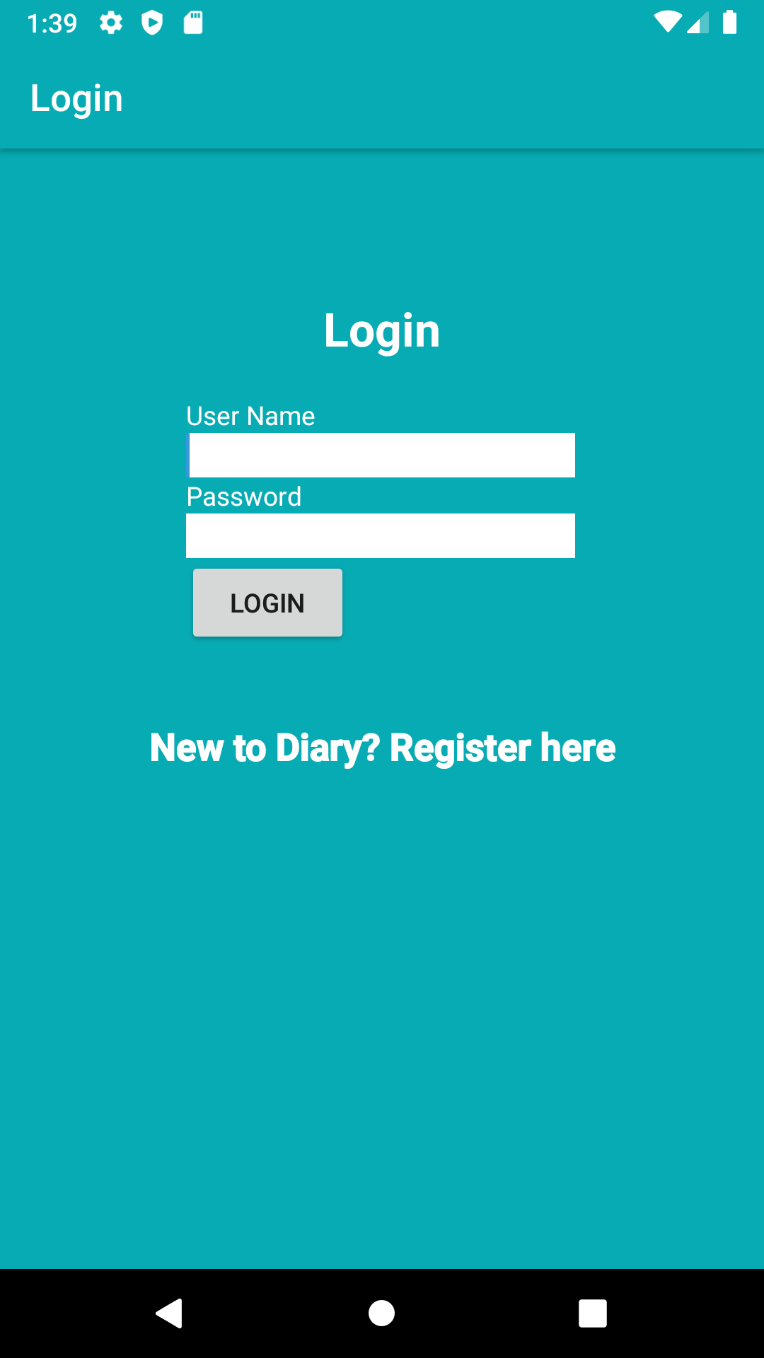 1:39
Login
Login
User Name
Password
LOGIN
New to Diary? Register here